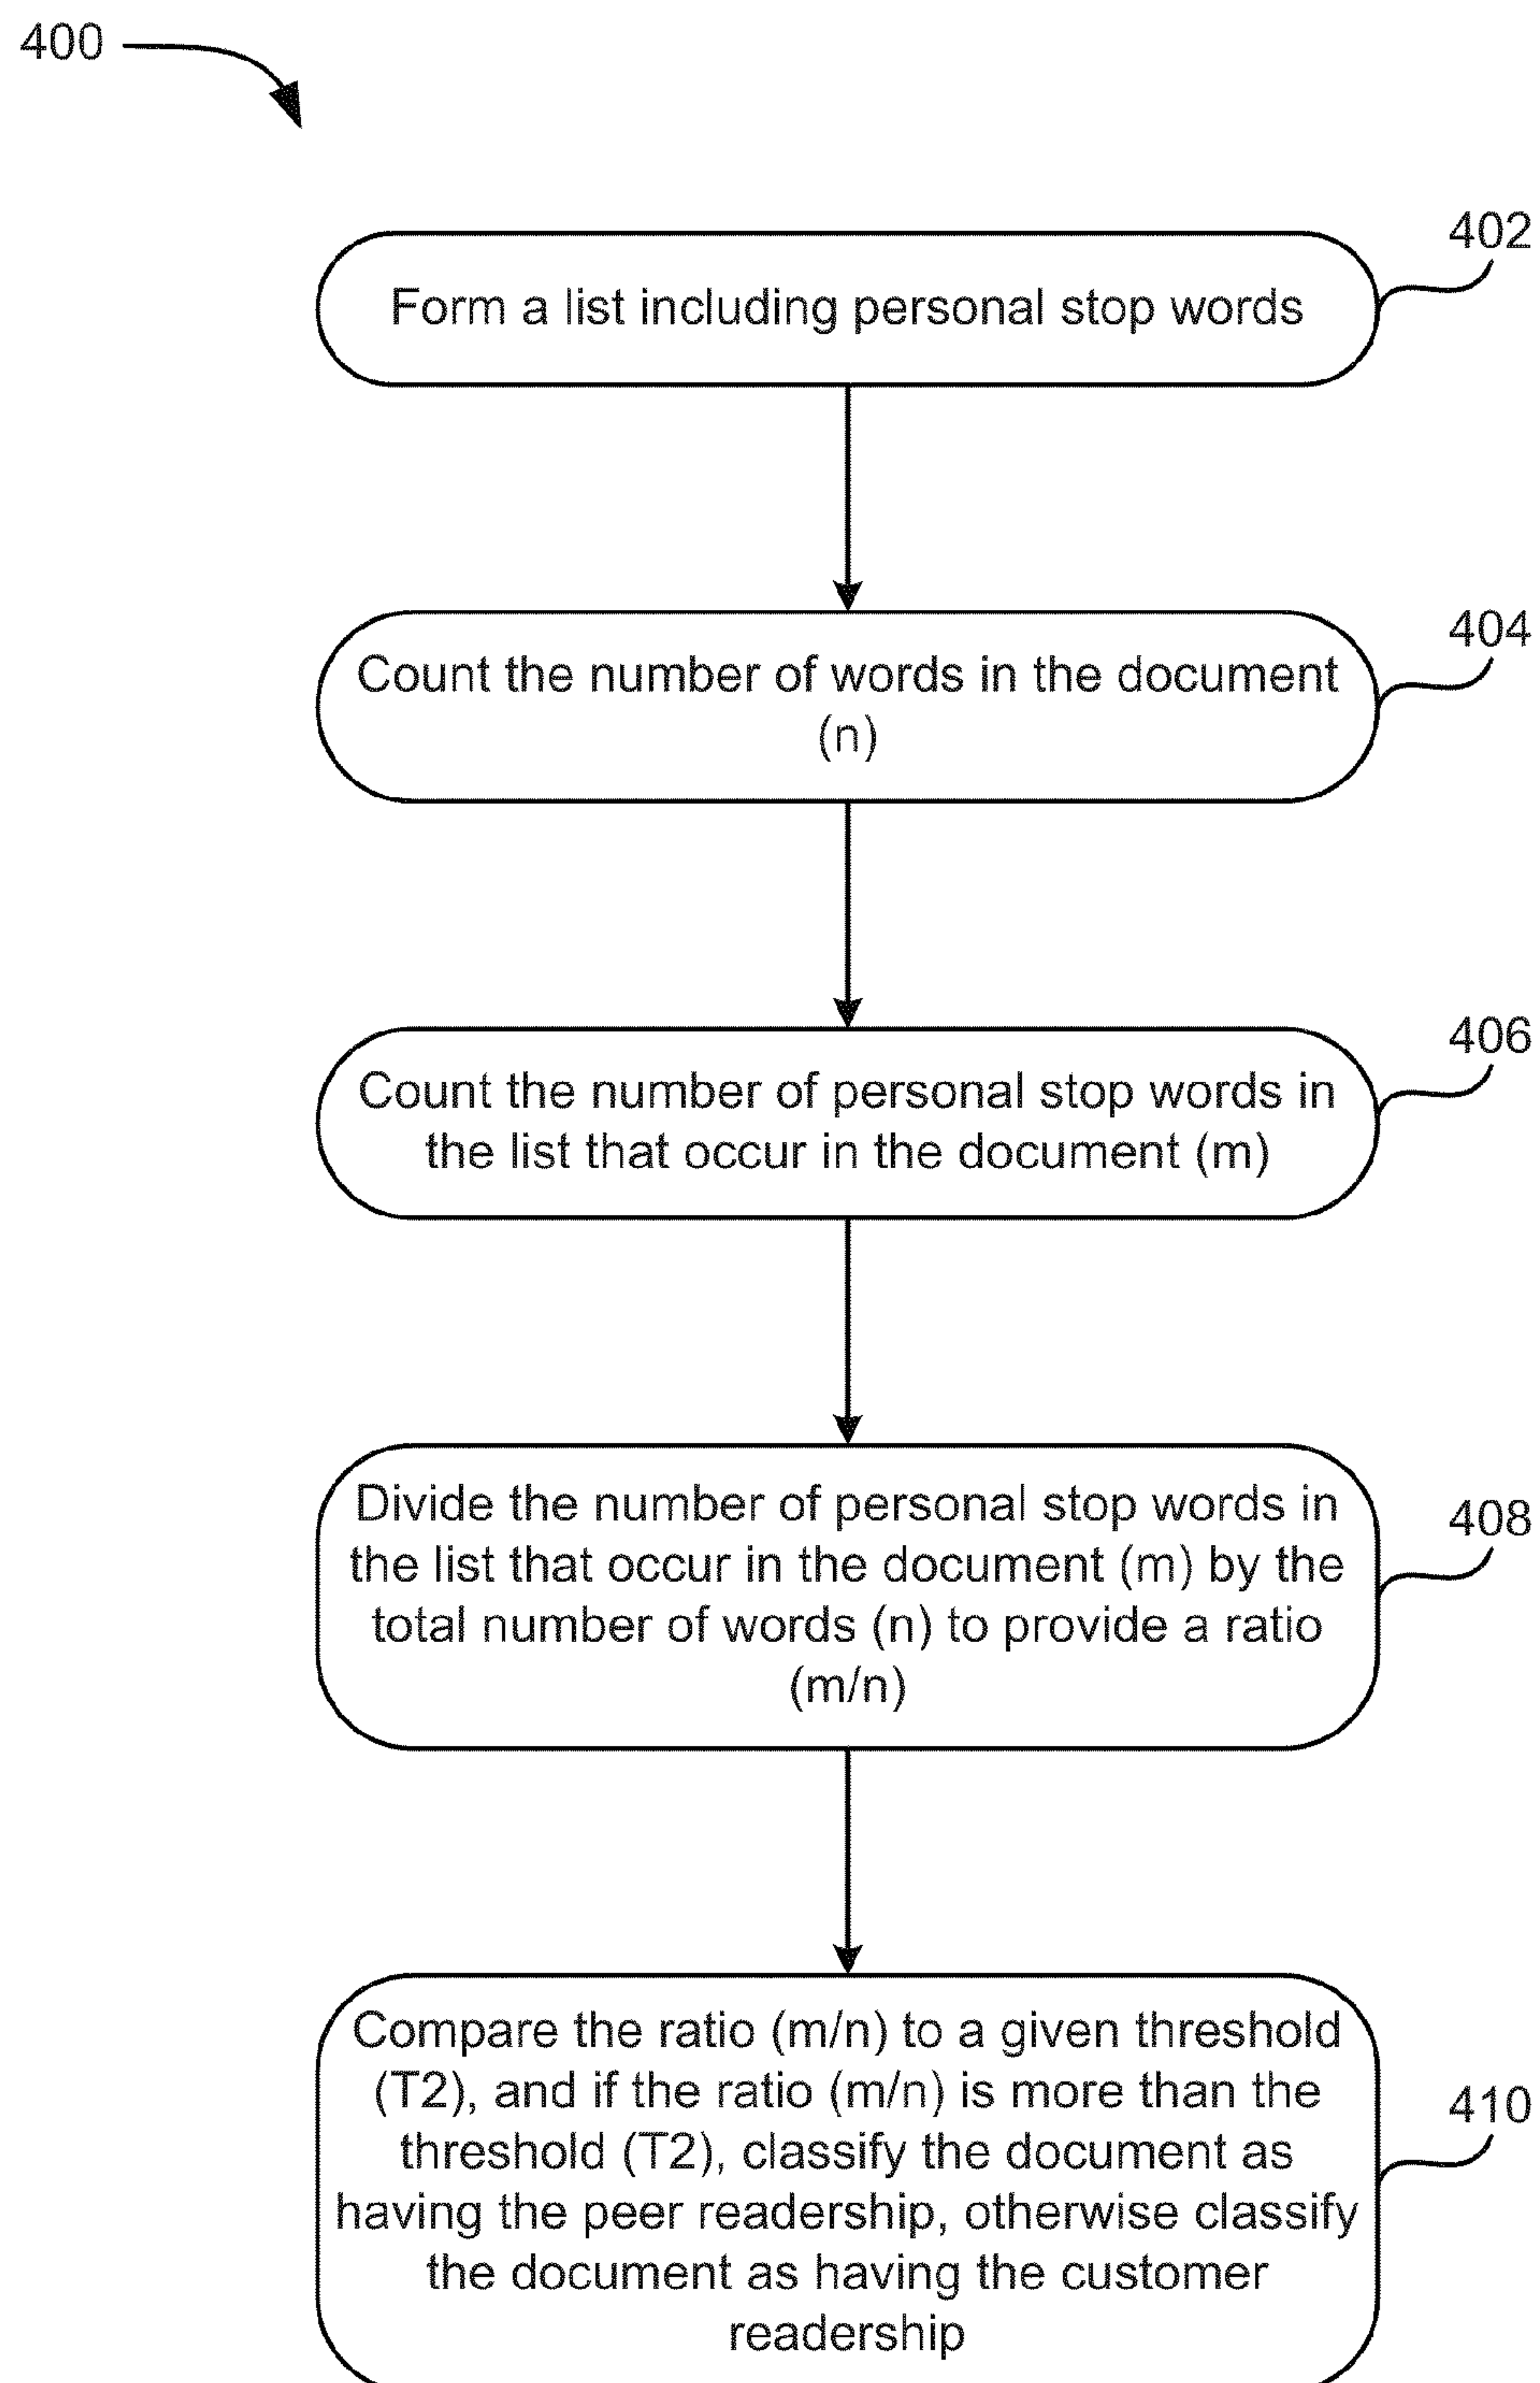 400
402
Form a list including personal stop words
404
Count the number of words in the document
(n)
406
Count the number of personal stop words in
the list that occur in the document (m)
408
Divide the number of personal stop words in
the list that occur in the document (m) by the
total number of words (n) to provide a ratio
(m/n)
410
Compare the ratio (m/n) to a given threshold
(T2), and if the ratio (m/n) is more than the
threshold (T2), classify the document as
having the peer readership, otherwise classify
the document as having the customer
readership